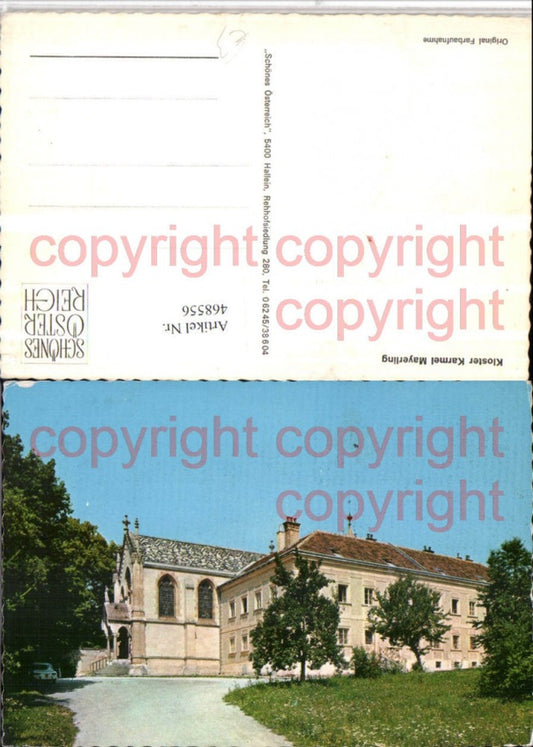 Original Farbaufnahme
Kloster Karmel Mayerling
„Schönes Österreich", 5400 Hallein, Rehhofsiedlung 280, Tel. 06245/38604
Artikel Nr.
468556
SCHÖNES
ÖSTER
REICH
copyright copyright
copyright
copyright copyright
copyright